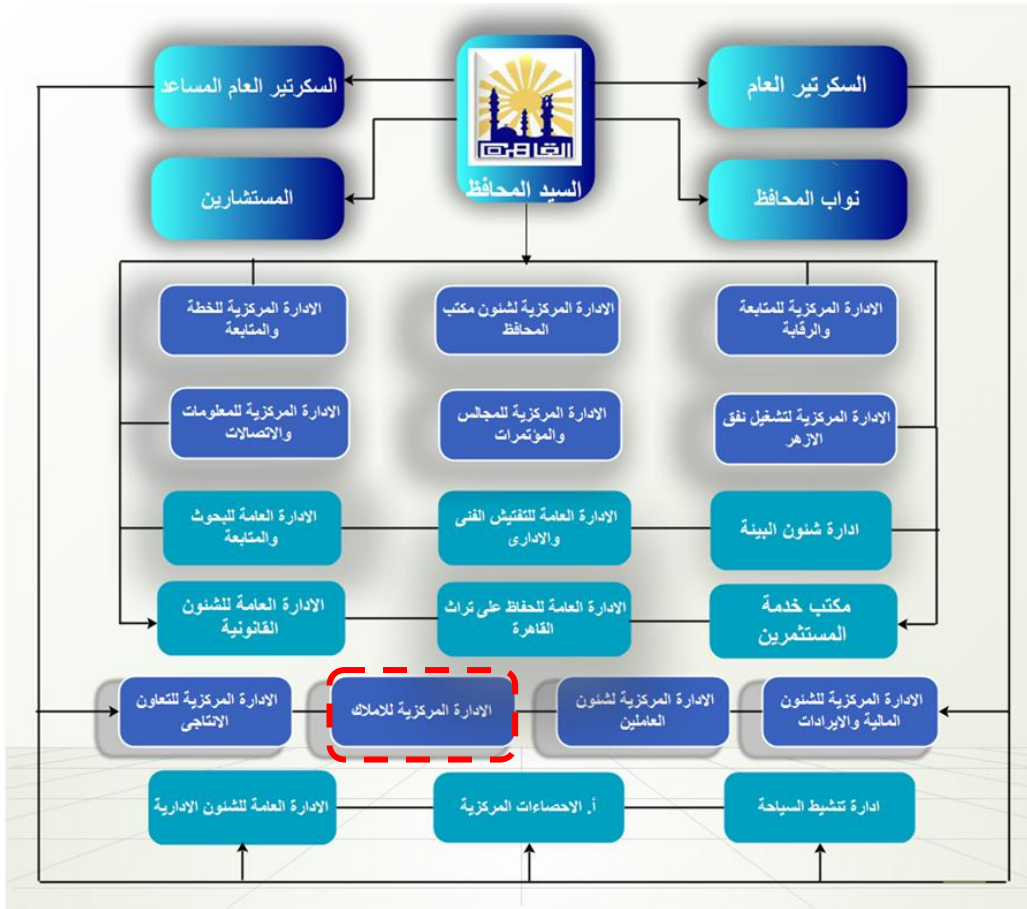 السكرتير العام
القاهرة
السيد المحافظ
السكرتير العام المساعد
نواب المحافظ
المستشارين
الادارة المركزية للمتابعة
والرقابة
الادارة المركزية لشئون مكتب
المحافظ
الادارة المركزية للخطة
والمتابعة
الادارة المركزية لتشغيل نفق
الازهر
الادارة المركزية للمجالس
والمؤتمرات
الادارة المركزية للمعلومات
والاتصالات
ادارة شئون البيئة
الادارة العامة للتفتيش الفنى
والادارى
الادارة العامة للبحوث
والمتابعة
مكتب خدمة
المستثمرين
الادارة العامة للحفاظ على تراث
القاهرة
الادارة العامة للشئون
القانونية
الادارة المركزية للشئون
المالية والايرادات
الادارة المركزية لشئون
العاملين
الادارة المركزية للاملاك
الادارة المركزية للتعاون
الانتاجى
ادارة تنشيط السياحة
أ. الاحصاءات المركزية
الادارة العامة للشئون الادارية